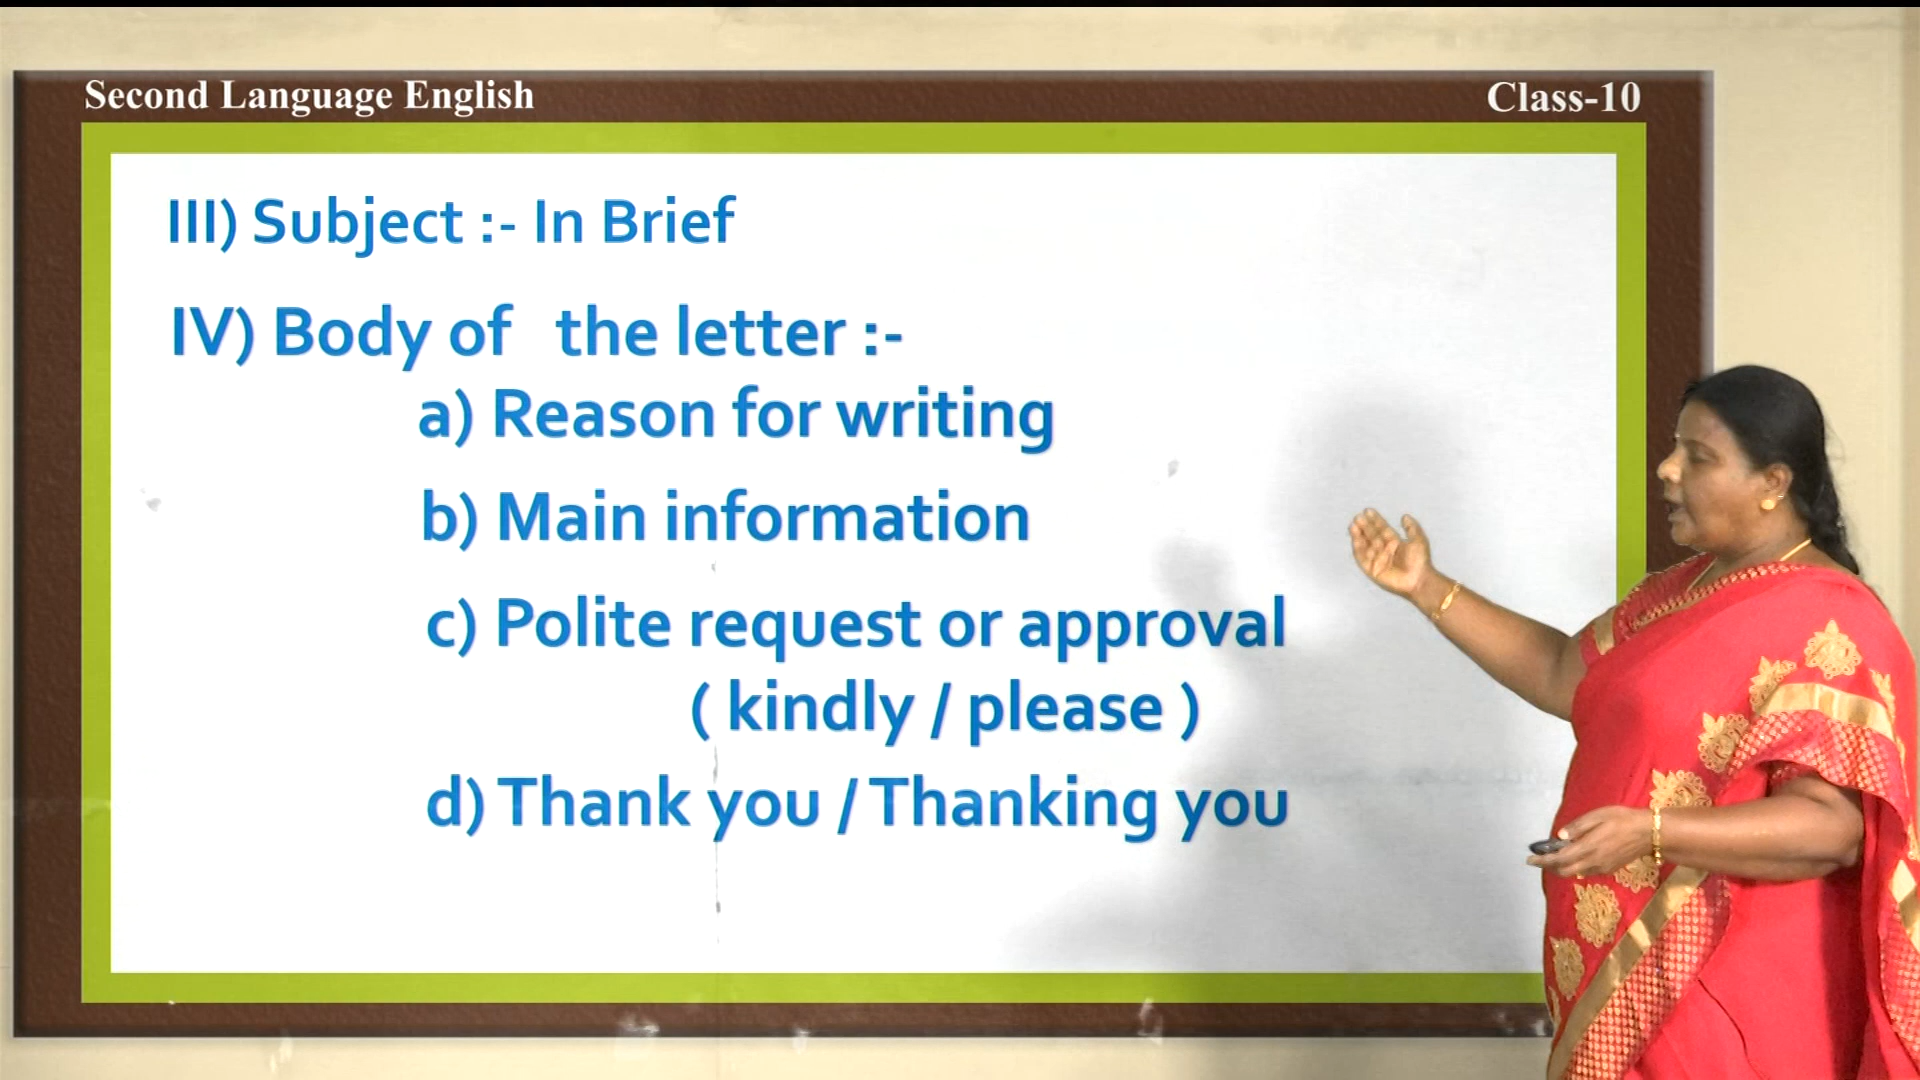 Second Language English
Class-10
III) Subject :- In Brief
IV) Body of the letter :-
a) Reason for writing
b) Main information
c) Polite request or approval
( kindly / please )
d) Thank you / Thanking you